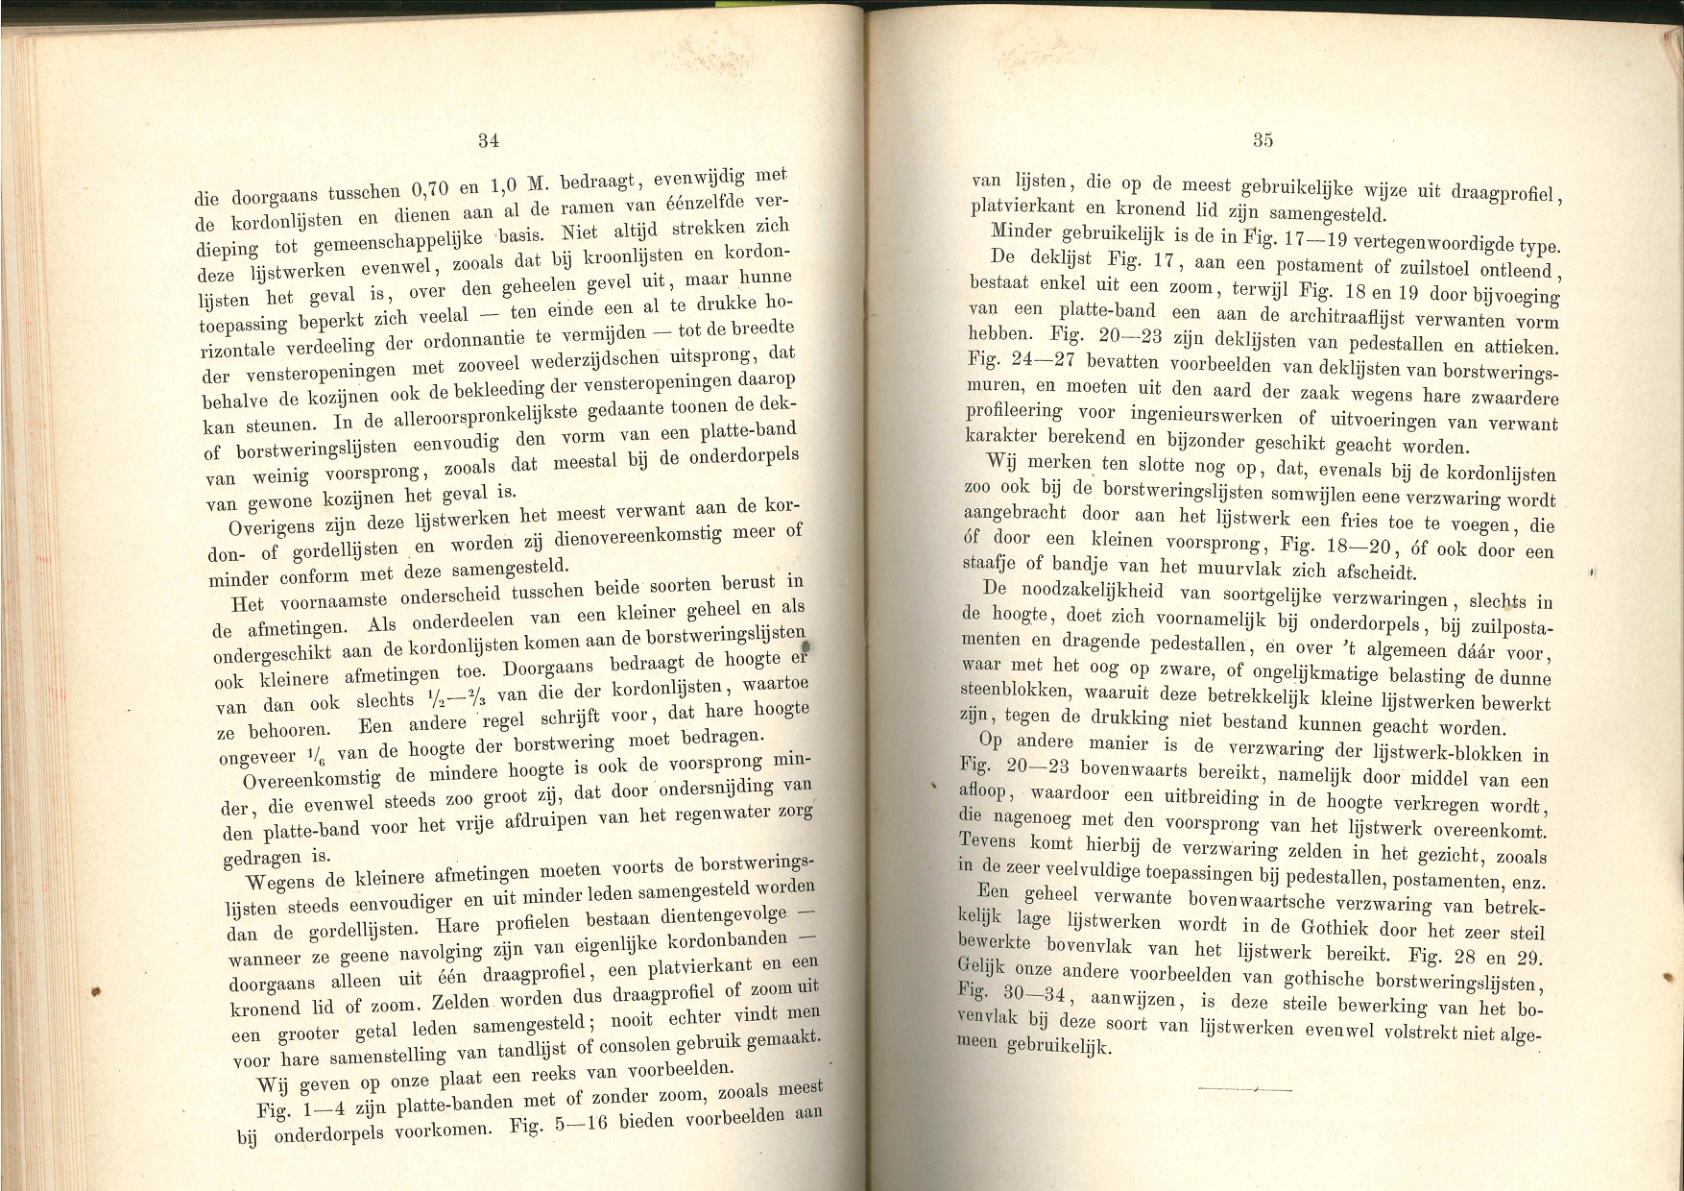 34
die doorgaans tusschen 0,70 en 1,0 M. bedraagt, evenwijdig met
de kordonlijsten en dienen aan al de ramen van éénzelfde ver-
dieping tot gemeenschappelijke basis. Niet altijd strekken zich
deze lijstwerken evenwel, zooals dat bij kroonlijsten en kordon-
lijsten het geval is, over den geheelen gevel uit, maar hunne
toepassing beperkt zich veelal — ten einde een al te drukke ho-
rizontale verdeeling der ordonnantie te vermijden — tot de breedte
der vensteropeningen met zooveel wederzijdschen uitsprong, dat
behalve de kozijnen ook de bekleeding der vensteropeningen daarop
kan steunen. In de alleroorspronkelijkste gedaante toonen de dek-
of borstweringslijsten eenvoudig den vorm van een platte-band
van weinig voorsprong, zooals dat meestal bij de onderdorpels
van gewone kozijnen het geval is.
Overigens zijn deze lijstwerken het meest verwant aan de kor-
don- of gordellijsten en worden zij dienovereenkomstig meer of
minder conform met deze samengesteld.
Het voornaamste onderscheid tusschen beide soorten berust in
de afmetingen. Als onderdeelen van een kleiner geheel en als
ondergeschikt aan de kordonlijsten komen aan de borstweringslijsten
ook kleinere afmetingen toe. Doorgaans bedraagt de hoogte er
van dan ook slechts ½—⅔ van die der kordonlijsten, waartoe
ze behooren. Een andere regel schrijft voor, dat hare hoogte
ongeveer ⅙ van de hoogte der borstwering moet bedragen.
Overeenkomstig de mindere hoogte is ook de voorsprong min-
der, die evenwel steeds zoo groot zij, dat door ondersnijding van
den platte-band voor het vrije afdruipen van het regenwater zorg
gedragen is.
Wegens de kleinere afmetingen moeten voorts de borstwerings-
lijsten steeds eenvoudiger en uit minder leden samengesteld worden
dan de gordellijsten. Hare profielen bestaan dientengevolge —
wanneer ze geene navolging zijn van eigenlijke kordonbanden —
doorgaans alleen uit één draagprofiel, een platvierkant en een
kronend lid of zoom. Zelden worden dus draagprofiel of zoom uit
een grooter getal leden samengesteld; nooit echter vindt men
voor hare samenstelling van tandlijst of consolen gebruik gemaakt.
Wij geven op onze plaat een reeks van voorbeelden.
Fig. 1—4 zijn platte-banden met of zonder zoom, zooals meest
bij onderdorpels voorkomen. Fig. 5—16 bieden voorbeelden aan
35
van lijsten, die op de meest gebruikelijke wijze uit draagprofiel,
platvierkant en kronend lid zijn samengesteld.
Minder gebruikelijk is de in Fig. 17—19 vertegenwoordigde type.
De deklijst Fig. 17, aan een postament of zuilstoel ontleend,
bestaat enkel uit een zoom, terwijl Fig. 18 en 19 door bijvoeging
van een platte-band een aan de architraaflijst verwanten vorm
hebben. Fig. 20—23 zijn deklijsten van pedestallen en attieken.
Fig. 24—27 bevatten voorbeelden van deklijsten van borstwerings-
muren, en moeten uit den aard der zaak wegens hare zwaardere
profileering voor ingenieurswerken of uitvoeringen van verwant
karakter berekend en bijzonder geschikt geacht worden.
Wij merken ten slotte nog op, dat, evenals bij de kordonlijsten
zoo ook bij de borstweringslijsten somwijlen eene verzwaring wordt
aangebracht door aan het lijstwerk een fries toe te voegen, die
óf door een kleinen voorsprong, Fig. 18—20, óf ook door een
staafje of bandje van het muurvlak zich afscheidt.
De noodzakelijkheid van soortgelijke verzwaringen, slechts in
de hoogte, doet zich voornamelijk bij onderdorpels, bij zuilposta-
menten en dragende pedestallen, en over 't algemeen dáár voor,
waar met het oog op zware, of ongelijkmatige belasting de dunne
steenblokken, waaruit deze betrekkelijk kleine lijstwerken bewerkt
zijn, tegen de drukking niet bestand kunnen geacht worden.
Op andere manier is de verzwaring der lijstwerk-blokken in
Fig. 20—23 bovenwaarts bereikt, namelijk door middel van een
afloop, waardoor een uitbreiding in de hoogte verkregen wordt,
die nagenoeg met den voorsprong van het lijstwerk overeenkomt.
Tevens komt hierbij de verzwaring zelden in het gezicht, zooals
in de zeer veelvuldige toepassingen bij pedestallen, postamenten, enz.
Een geheel verwante bovenwaartsche verzwaring van betrek-
kelijk lage lijstwerken wordt in de Gothiek door het zeer steil
bewerkte bovenvlak van het lijstwerk bereikt. Fig. 28 en 29.
Gelijk onze andere voorbeelden van gothische borstweringslijsten,
Fig. 30—34, aanwijzen, is deze steile bewerking van het bo-
venvlak bij deze soort van lijstwerken evenwel volstrekt niet alge-
meen gebruikelijk.